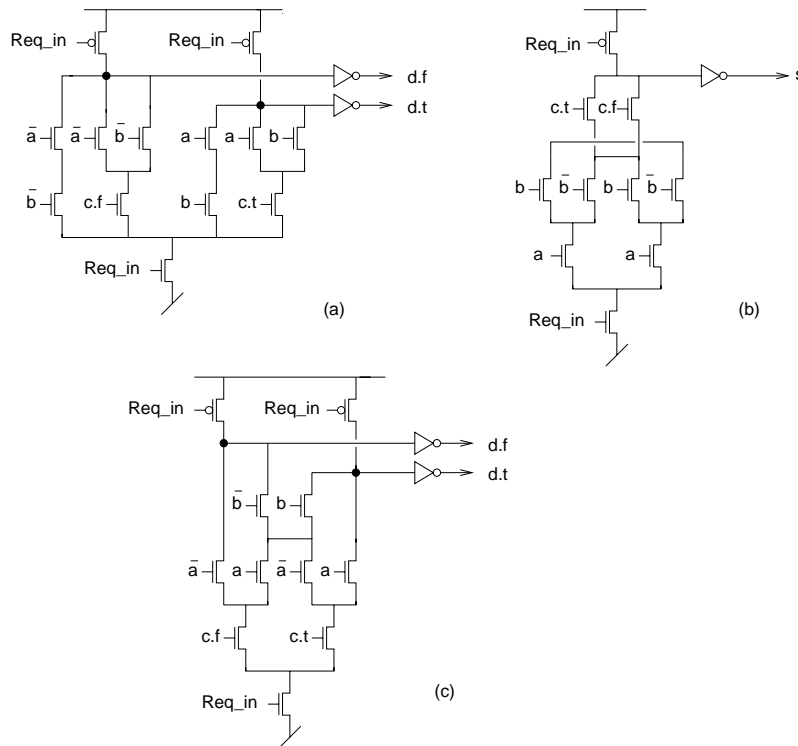 Req_in Req_in
d.f
d.t
a̅ a̅ b̅ a a b
b̅ c.f b c.t
Req_in
(a)
Req_in
s
c.t c.f
b b̅ b b̅
a a
Req_in
(b)
Req_in Req_in
d.f
d.t
b̅ b
a̅ a a̅ a
c.f c.t
Req_in
(c)